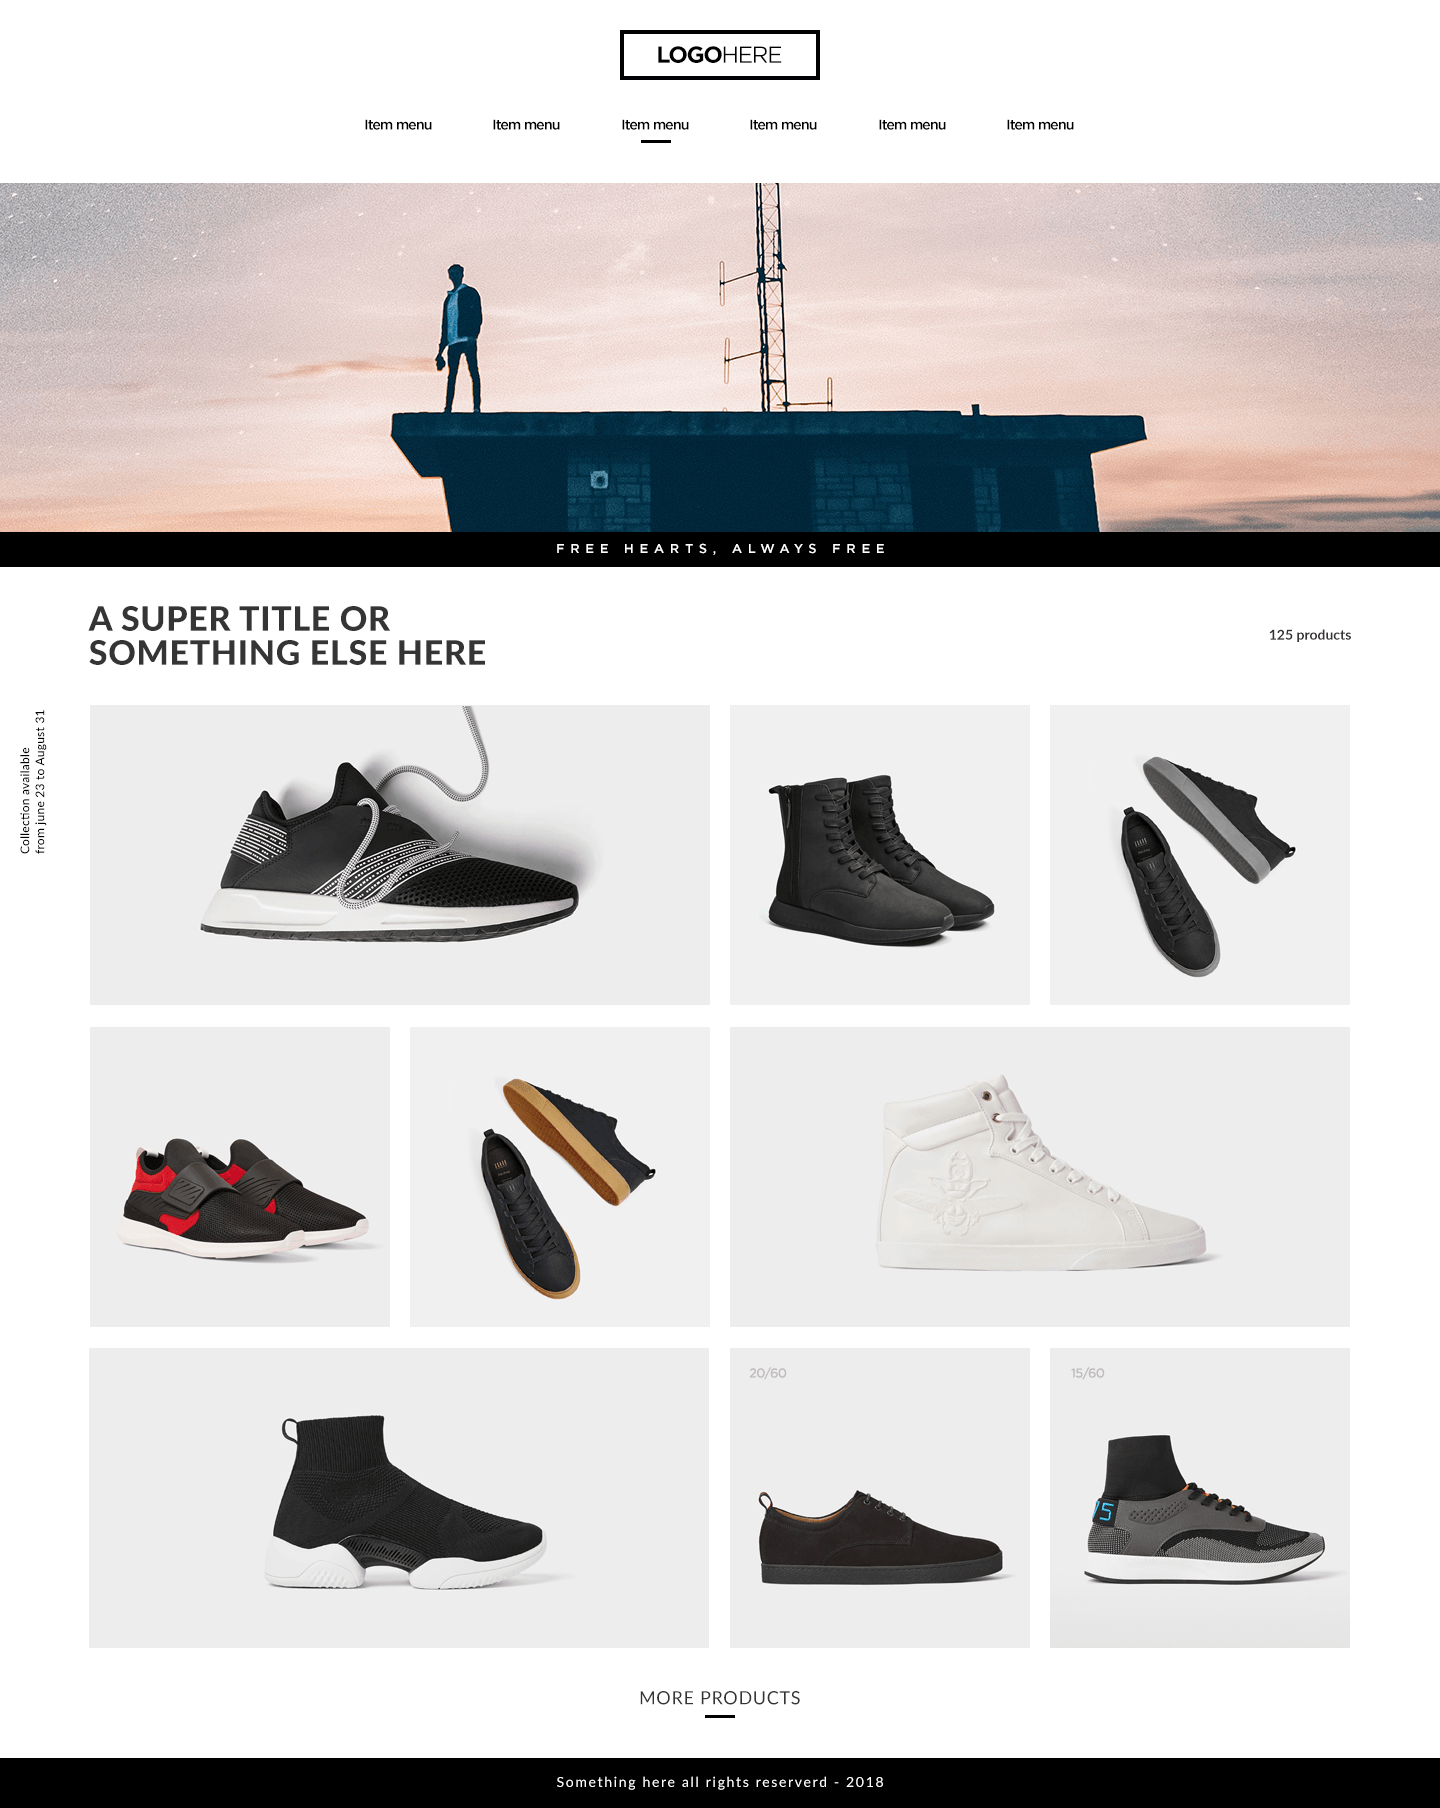 LOGOHERE
Item menu
Item menu
Item menu
Item menu
Item menu
Item menu
FREE HEARTS, ALWAYS FREE
A SUPER TITLE OR
SOMETHING ELSE HERE
125 products
Collection available
from june 23 to August 31
20/60
15/60
15
MORE PRODUCTS
Something here all rights reserverd - 2018